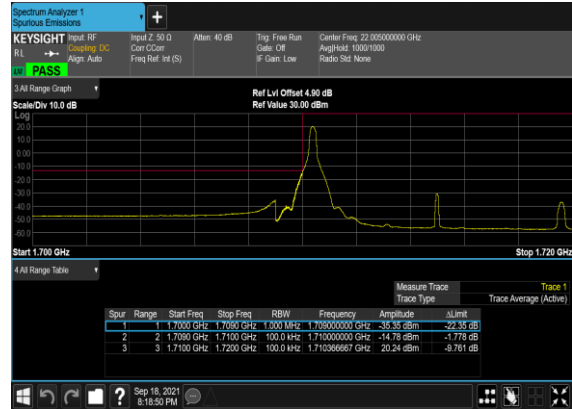 Spectrum Analyzer 1
Spurious Emissions
+
KEYSIGHT Input: RF Input Z: 50 Ω Atten: 40 dB Trig: Free Run Center Freq: 22.005000000 GHz
RL Coupling: DC Corr CCorr Gate: Off Avg|Hold: 1000/1000
Align: Auto Freq Ref: Int (S) IF Gain: Low Radio Std: None
LM PASS
3 All Range Graph
Ref Lvl Offset 4.90 dB
Scale/Div 10.0 dB Ref Value 30.00 dBm
Log
20.0
10.0
0.00
-10.0
-20.0
-30.0
-40.0
-50.0
-60.0
Start 1.700 GHz Stop 1.720 GHz
4 All Range Table
Measure Trace Trace 1
Trace Type Trace Average (Active)
Spur Range Start Freq Stop Freq RBW Frequency Amplitude ΔLimit
1 1 1.7000 GHz 1.7090 GHz 1.000 MHz 1.709000000 GHz -35.35 dBm -22.35 dB
2 2 1.7090 GHz 1.7100 GHz 100.0 kHz 1.710000000 GHz -14.78 dBm -1.778 dB
3 3 1.7100 GHz 1.7200 GHz 100.0 kHz 1.710366667 GHz 20.24 dBm -9.761 dB
? Sep 18, 2021
8:18:50 PM